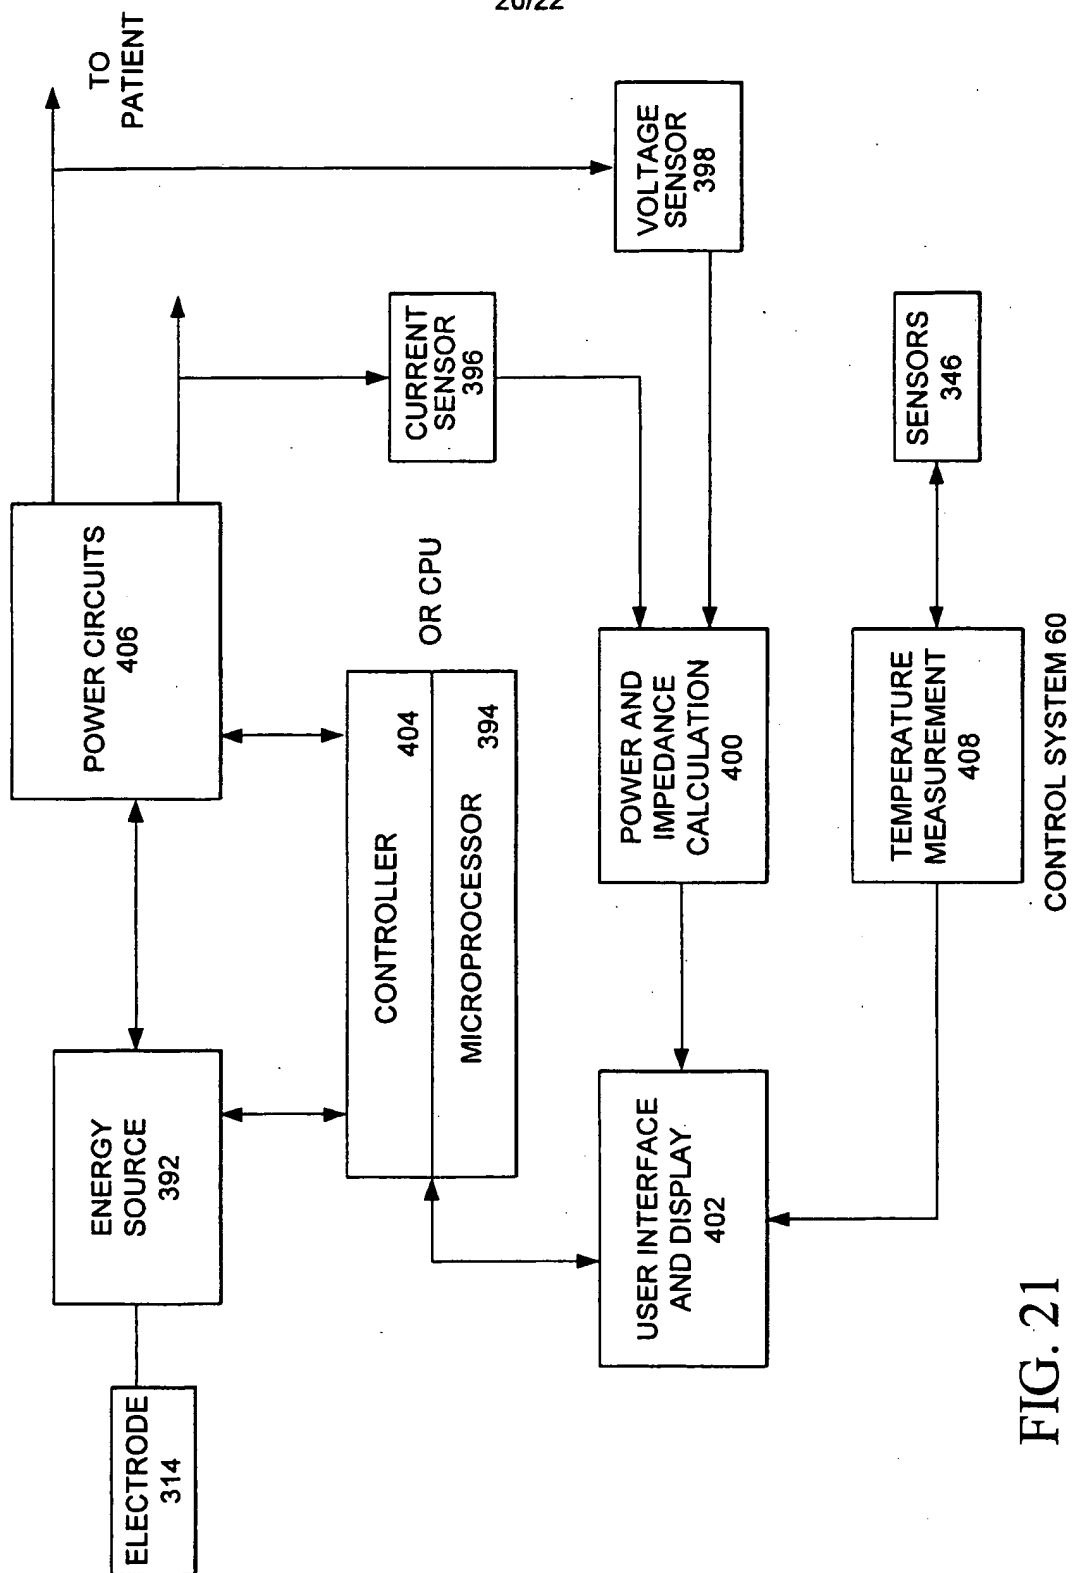 20/22
ELECTRODE
314
ENERGY
SOURCE
392
POWER CIRCUITS
406
TO
PATIENT
CONTROLLER
404
MICROPROCESSOR
394
OR CPU
CURRENT
SENSOR
396
VOLTAGE
SENSOR
398
USER INTERFACE
AND DISPLAY
402
POWER AND
IMPEDANCE
CALCULATION
400
TEMPERATURE
MEASUREMENT
408
SENSORS
346
CONTROL SYSTEM 60
FIG. 21